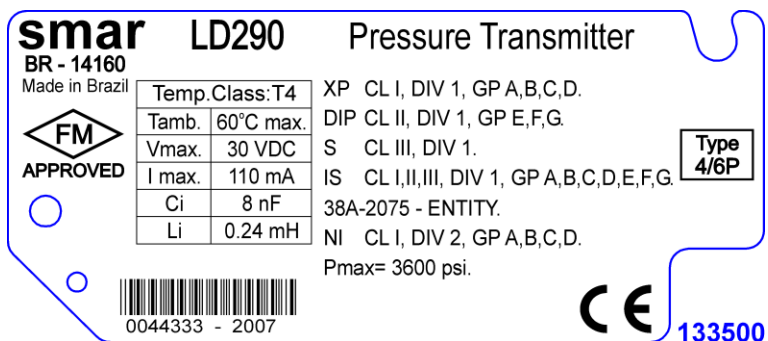 smar LD290 Pressure Transmitter
BR - 14160
Made in Brazil
FM
APPROVED
Temp.Class:T4
Tamb. 60°C max.
Vmax. 30 VDC
I max. 110 mA
Ci 8 nF
Li 0.24 mH
XP CL I, DIV 1, GP A,B,C,D.
DIP CL II, DIV 1, GP E,F,G.
S CL III, DIV 1.
IS CL I,II,III, DIV 1, GP A,B,C,D,E,F,G.
38A-2075 - ENTITY.
NI CL I, DIV 2, GP A,B,C,D.
Pmax= 3600 psi.
Type
4/6P
0044333 - 2007
CE
133500